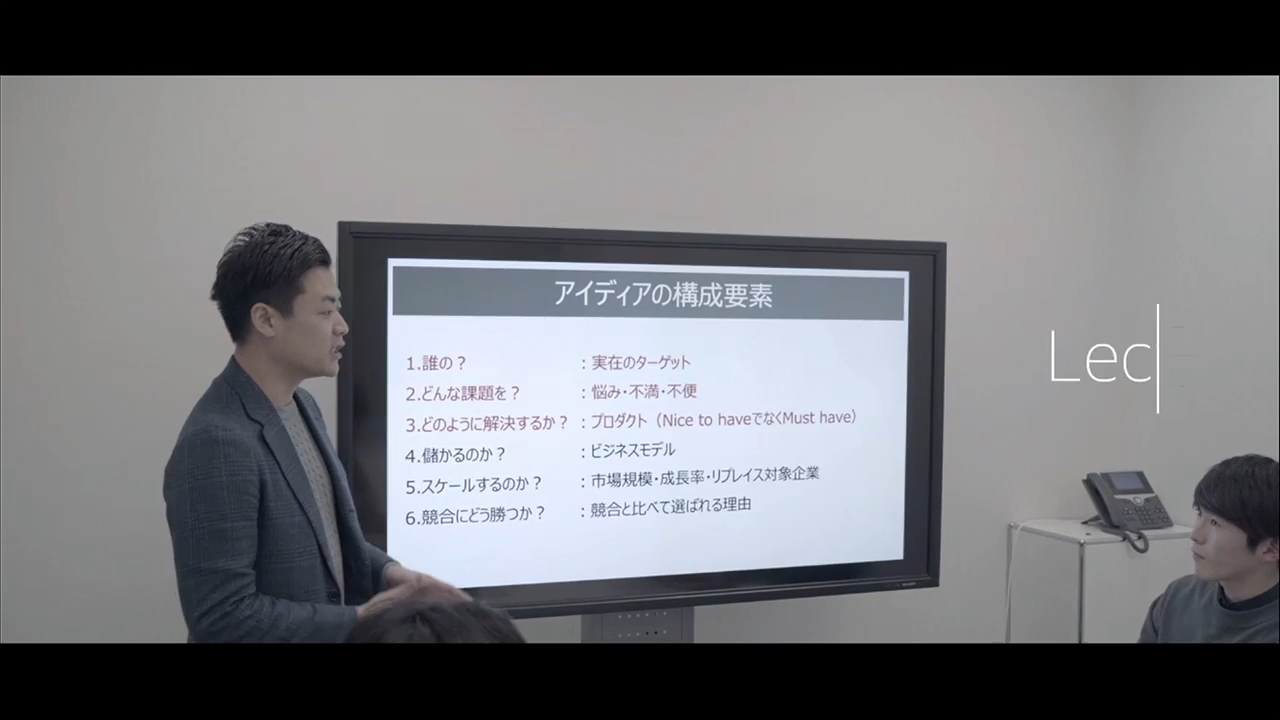 アイディアの構成要素
1.誰の？ ：実在のターゲット
2.どんな課題を？ ：悩み・不満・不便
3.どのように解決するか？ ：プロダクト（Nice to haveでなくMust have）
4.儲かるのか？ ：ビジネスモデル
5.スケールするのか？ ：市場規模・成長率・リプレイス対象企業
6.競合にどう勝つか？ ：競合と比べて選ばれる理由
Lec